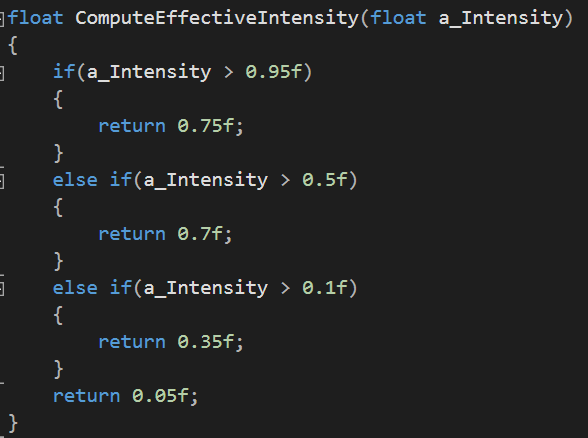 float ComputeEffectiveIntensity(float a_Intensity)
{
    if(a_Intensity > 0.95f)
    {
        return 0.75f;
    }
    else if(a_Intensity > 0.5f)
    {
        return 0.7f;
    }
    else if(a_Intensity > 0.1f)
    {
        return 0.35f;
    }
    return 0.05f;
}